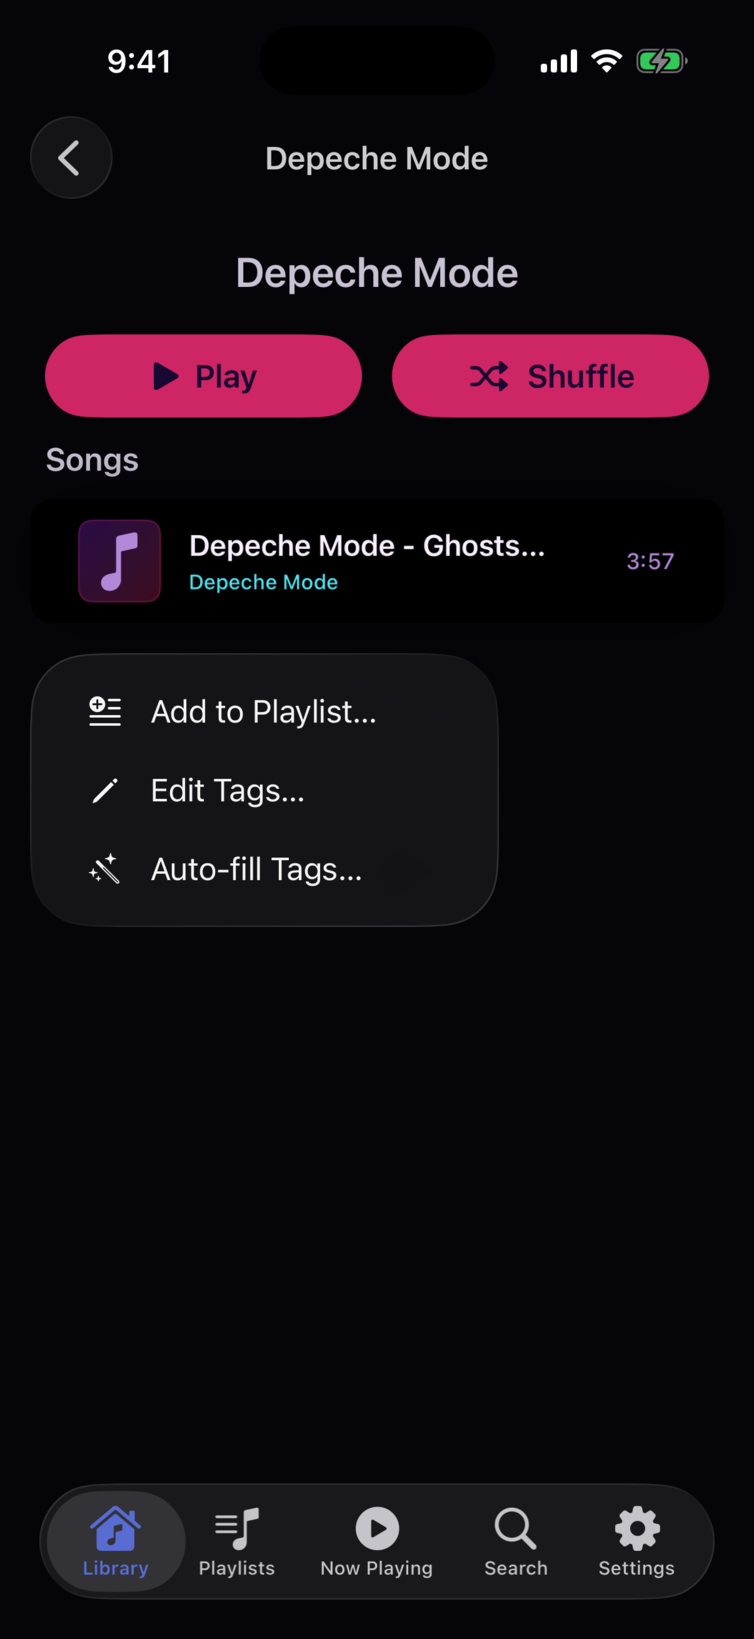 9:41
Depeche Mode
Depeche Mode
Play
Shuffle
Songs
Depeche Mode - Ghosts...
Depeche Mode
3:57
Add to Playlist...
Edit Tags...
Auto-fill Tags...
Library
Playlists
Now Playing
Search
Settings